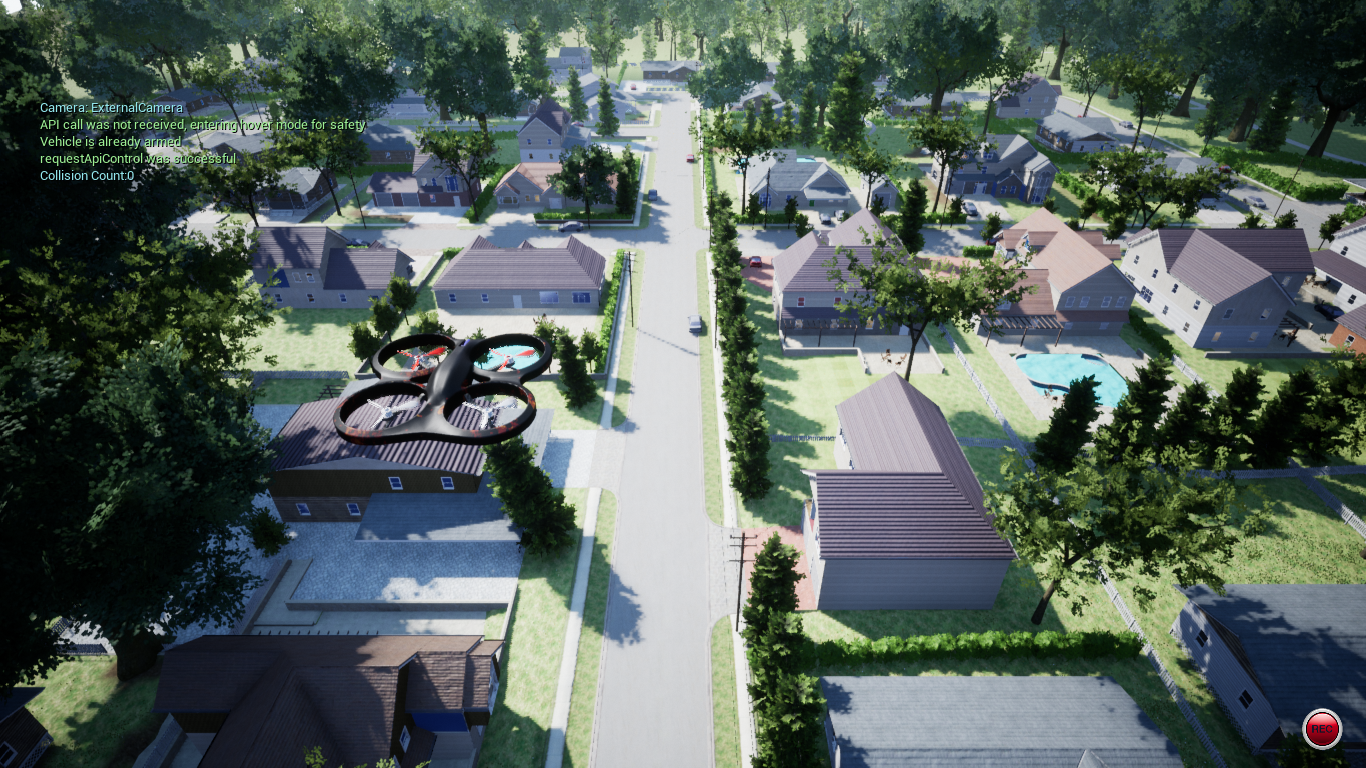 Camera: ExternalCamera
API call was not received, entering hover mode for safety
Vehicle is already armed
requestApiControl was successful
Collision Count:0
REC